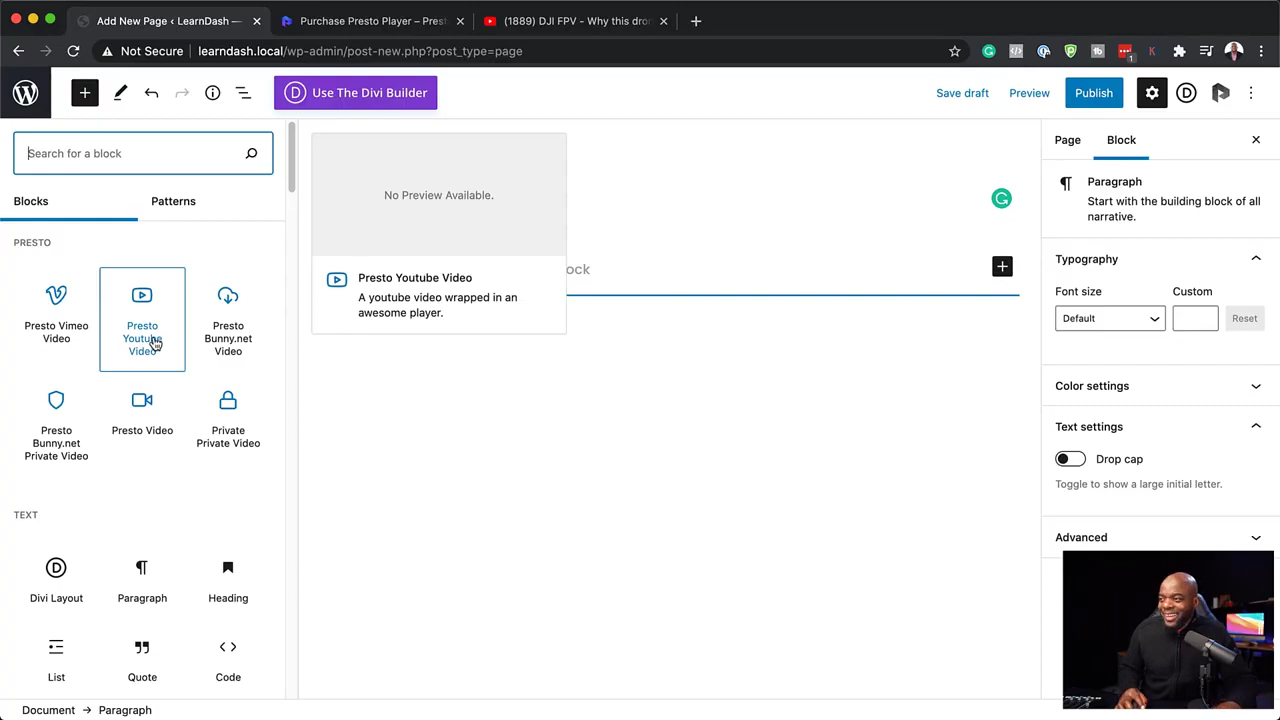 Add New Page ‹ LearnDash —
Purchase Presto Player – Prest
(1889) DJI FPV - Why this dron
Not Secure
learndash.local/wp-admin/post-new.php?post_type=page
Use The Divi Builder
Save draft
Preview
Publish
Search for a block
Blocks
Patterns
PRESTO
Presto Vimeo
Video
Presto
Youtube
Video
Presto
Bunny.net
Video
Presto
Bunny.net
Private Video
Presto Video
Private
Private Video
TEXT
Divi Layout
Paragraph
Heading
List
Quote
Code
No Preview Available.
Presto Youtube Video
A youtube video wrapped in an
awesome player.
ock
Page
Block
Paragraph
Start with the building block of all
narrative.
Typography
Font size
Custom
Default
Reset
Color settings
Text settings
Drop cap
Toggle to show a large initial letter.
Advanced
Document → Paragraph